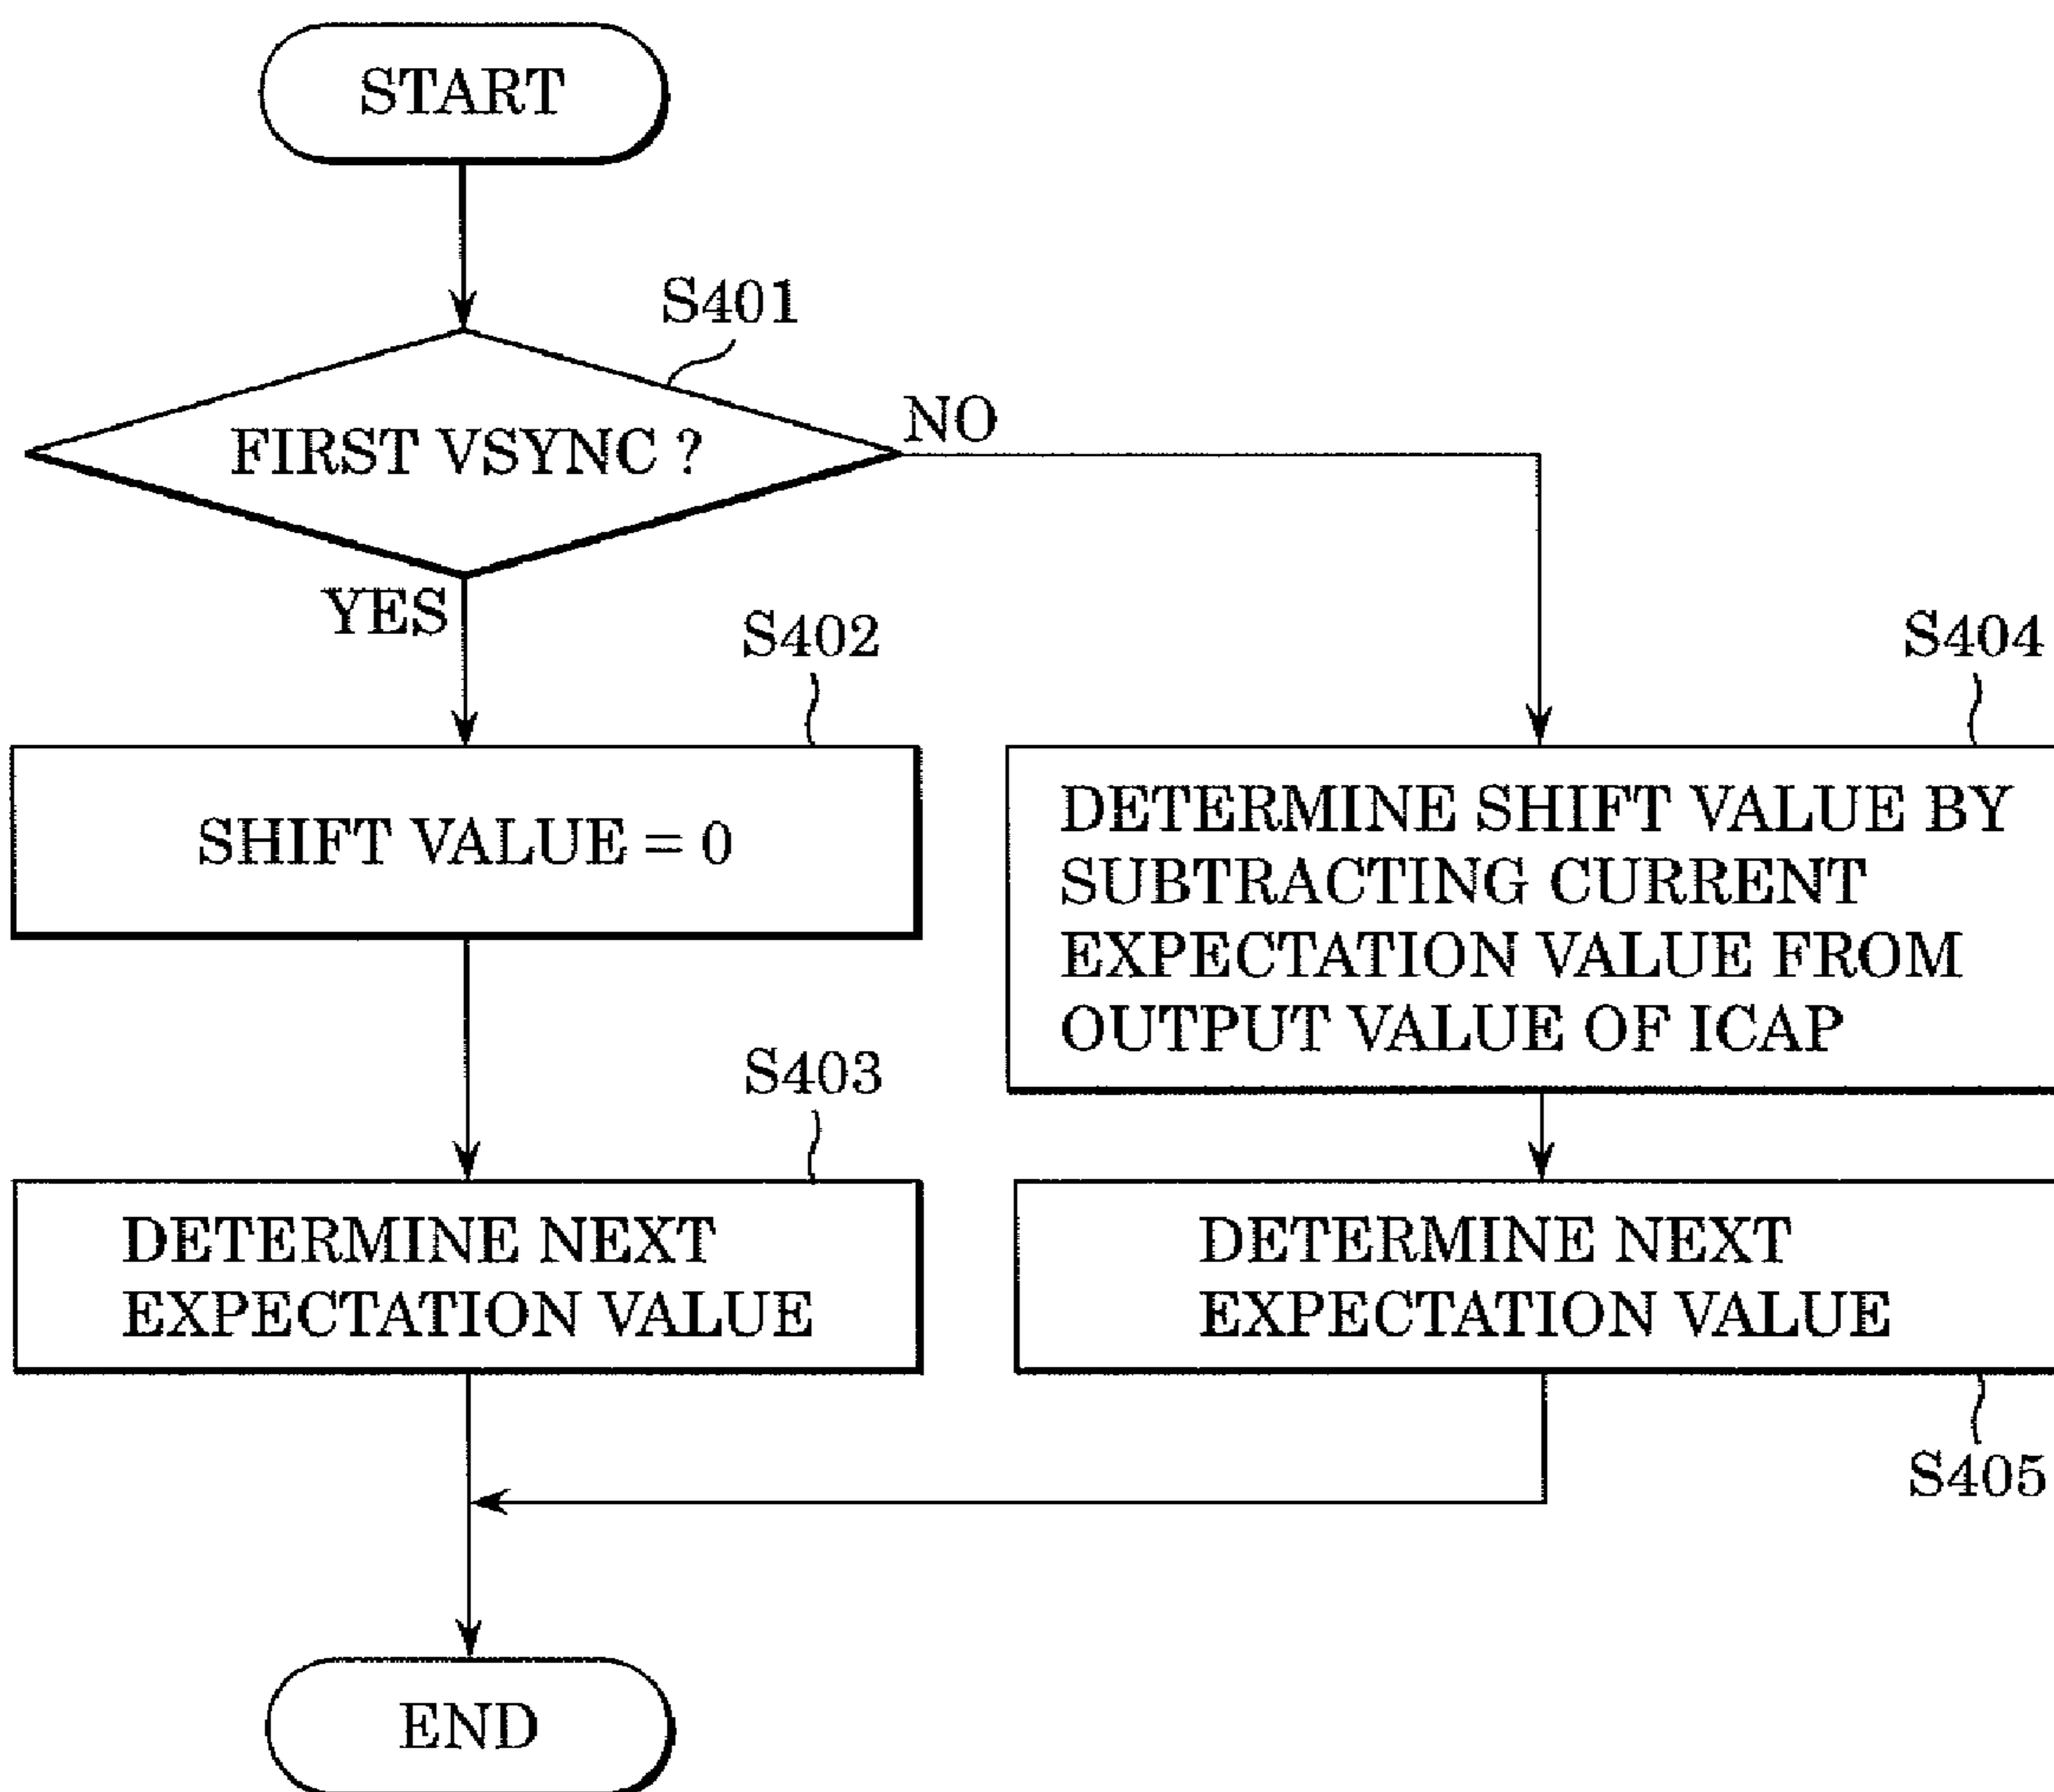 START
S401
FIRST VSYNC ?
NO
YES
S402
SHIFT VALUE = 0
S404
DETERMINE SHIFT VALUE BY
SUBTRACTING CURRENT
EXPECTATION VALUE FROM
OUTPUT VALUE OF ICAP
S403
DETERMINE NEXT
EXPECTATION VALUE
DETERMINE NEXT
EXPECTATION VALUE
S405
END